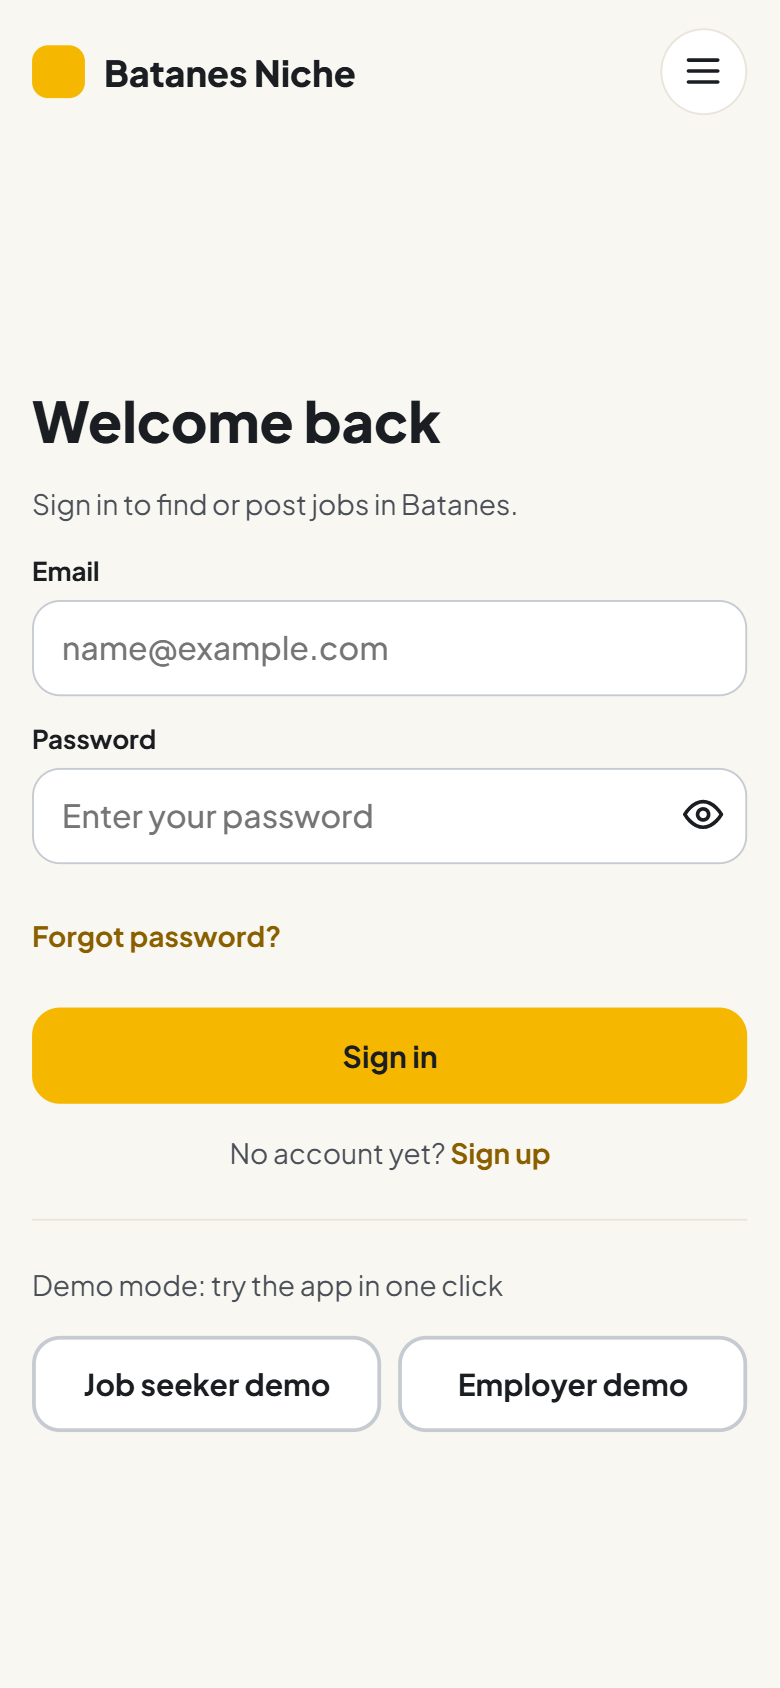 Batanes Niche
Welcome back
Sign in to find or post jobs in Batanes.
Email
name@example.com
Password
Enter your password
Forgot password?
Sign in
No account yet? Sign up
Demo mode: try the app in one click
Job seeker demo
Employer demo